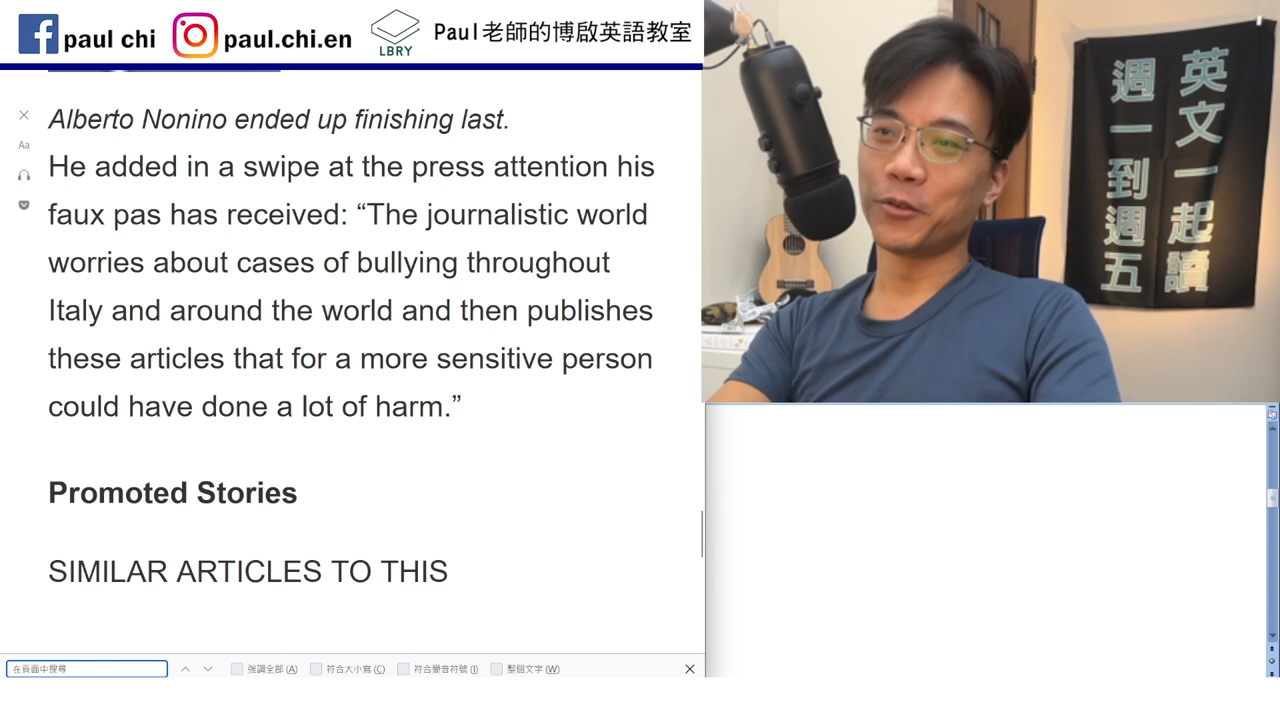 paul chi
paul.chi.en
LBRY
Paul老師的博啟英語教室
Alberto Nonino ended up finishing last.
He added in a swipe at the press attention his
faux pas has received: “The journalistic world
worries about cases of bullying throughout
Italy and around the world and then publishes
these articles that for a more sensitive person
could have done a lot of harm.”
Promoted Stories
SIMILAR ARTICLES TO THIS
Aa
在頁面中搜尋
強調全部 (A)
符合大小寫 (C)
符合變音符號 (I)
整個文字 (W)
英文一起讀
週一到週五